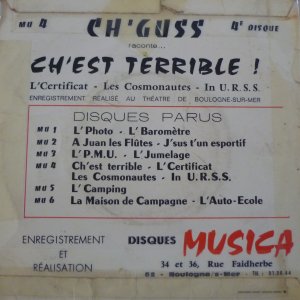 MU 4 CH'GUSS 4e DISQUE
raconte...
CH'EST TERRIBLE !
L'Certificat - Les Cosmonautes - In U.R.S.S.
ENREGISTREMENT RÉALISÉ AU THÉATRE DE BOULOGNE-SUR-MER
DISQUES PARUS
MU 1 L'Photo - L'Baromètre
MU 2 A Juan les Flûtes - J'sus t'un esportif
MU 3 L'P.M.U. - L'Jumelage
MU 4 Ch'est terrible - L'Certificat
Les Cosmonautes - In U.R.S.S.
MU 5 L'Camping
MU 6 La Maison de Campagne - L'Auto-Ecole
ENREGISTREMENT
ET
RÉALISATION
DISQUES MUSICA
34 et 36, Rue Faidherbe
62 - Boulogne s/Mer - Tél. :